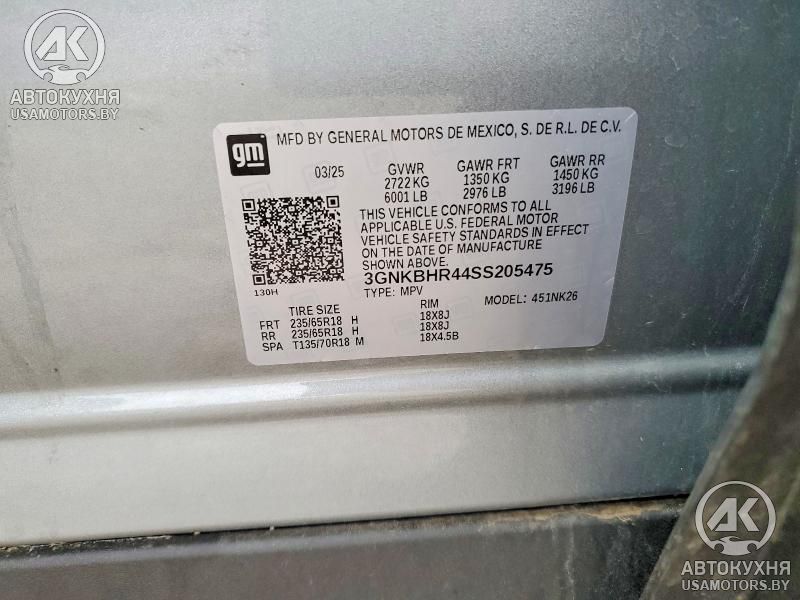 AK
АВТОКУХНЯ
USAMOTORS.BY
gm
MFD BY GENERAL MOTORS DE MEXICO, S. DE R.L. DE C.V.
03/25 GVWR GAWR FRT GAWR RR
2722 KG 1350 KG 1450 KG
6001 LB 2976 LB 3196 LB
THIS VEHICLE CONFORMS TO ALL
APPLICABLE U.S. FEDERAL MOTOR
VEHICLE SAFETY STANDARDS IN EFFECT
ON THE DATE OF MANUFACTURE
SHOWN ABOVE.
3GNKBHR44SS205475
130H
TYPE: MPV MODEL: 451NK26
TIRE SIZE RIM
FRT 235/65R18 H 18X8J
RR 235/65R18 H 18X8J
SPA T135/70R18 M 18X4.5B
AK
АВТОКУХНЯ
USAMOTORS.BY